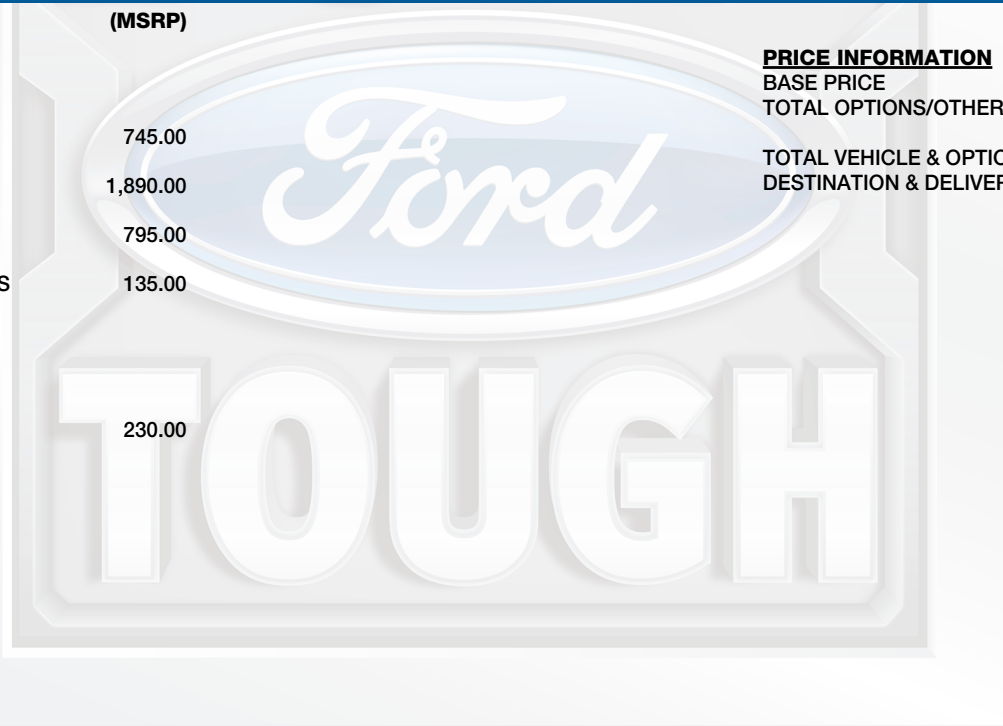 (MSRP)
745.00
1,890.00
795.00
S 135.00
230.00
PRICE INFORMATION
BASE PRICE
TOTAL OPTIONS/OTHER
TOTAL VEHICLE & OPTIO
DESTINATION & DELIVER
Ford
TOUGH